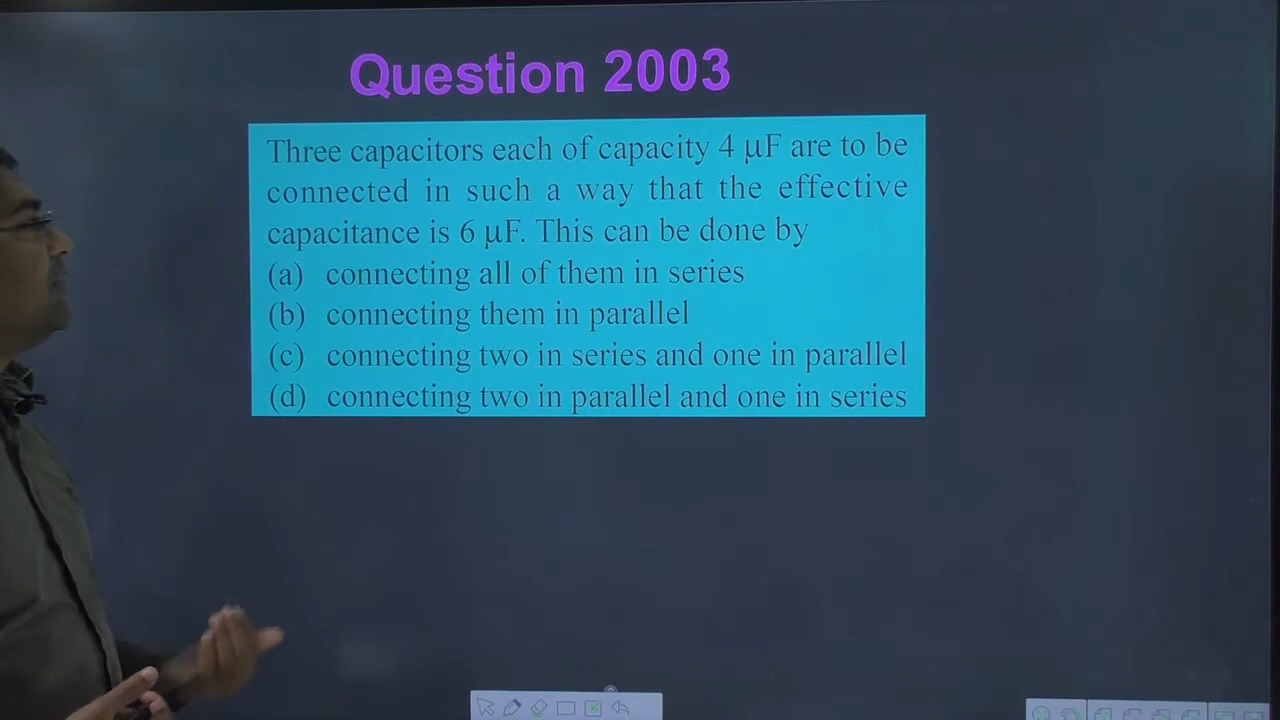 Question 2003
Three capacitors each of capacity 4 µF are to be
connected in such a way that the effective
capacitance is 6 µF. This can be done by
(a) connecting all of them in series
(b) connecting them in parallel
(c) connecting two in series and one in parallel
(d) connecting two in parallel and one in series